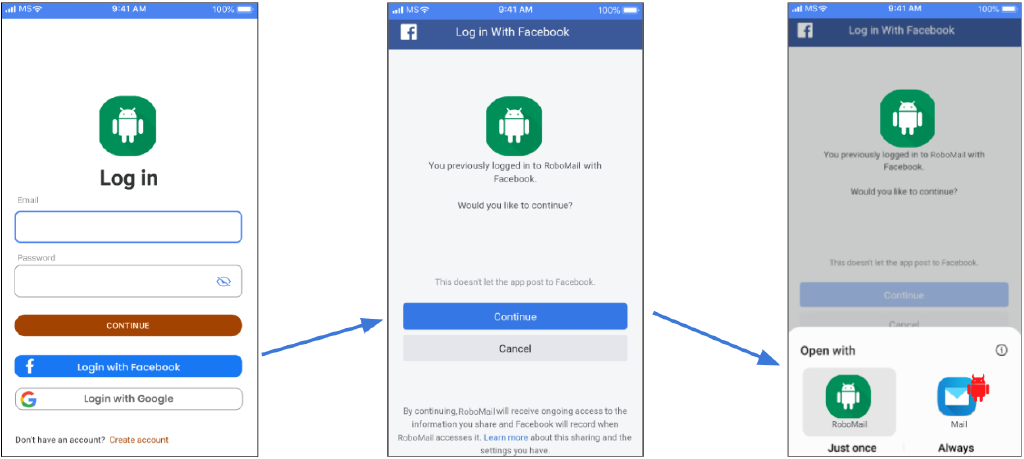 MS
9:41 AM
100%
Log in
Email
Password
CONTINUE
Login with Facebook
Login with Google
Don't have an account? Create account
MS
9:41 AM
100%
Log in With Facebook
You previously logged in to RoboMail with
Facebook.
Would you like to continue?
This doesn't let the app post to Facebook.
Continue
Cancel
By continuing, RoboMail will receive ongoing access to the
information you share and Facebook will record when
RoboMail accesses it. Learn more about this sharing and the
settings you have.
MS
9:41 AM
100%
Log in With Facebook
You previously logged in to RoboMail with
Facebook.
Would you like to continue?
This doesn't let the app post to Facebook.
Continue
Cancel
Open with
RoboMail
Mail
Just once
Always